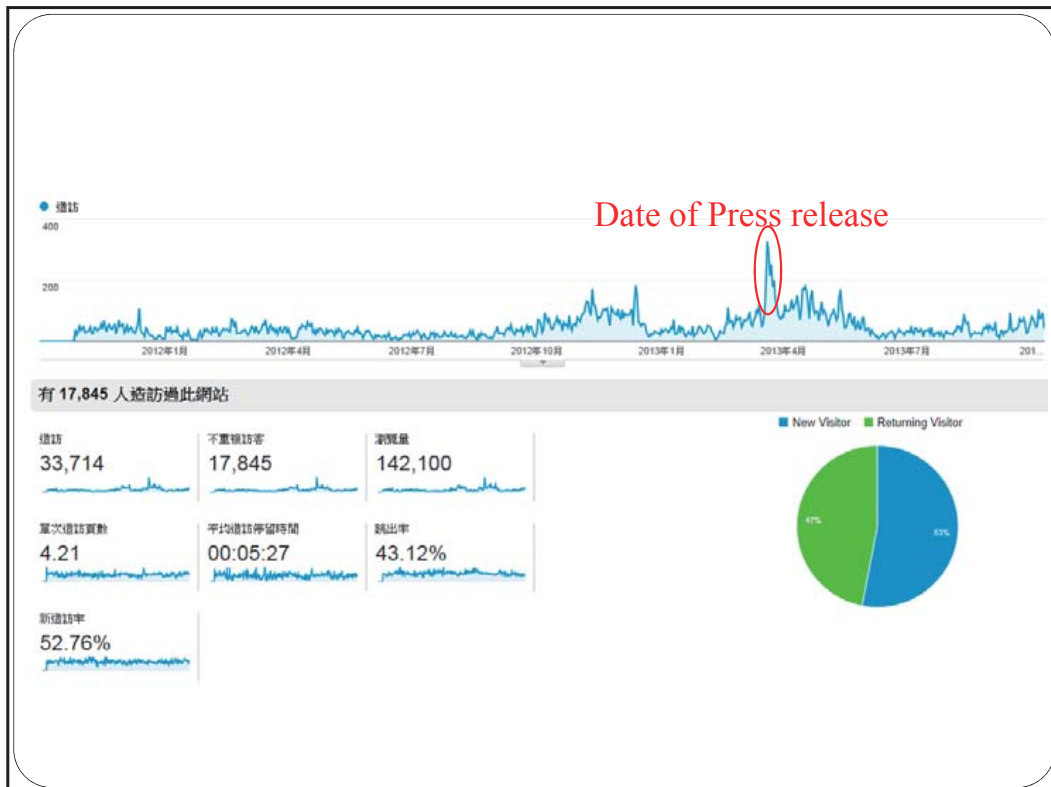 造訪
Date of Press release
400
200
2012年1月 2012年4月 2012年7月 2012年10月 2013年1月 2013年4月 2013年7月 201...
有 17,845 人造訪過此網站
New Visitor Returning Visitor
造訪 不重複訪客 瀏覽量
33,714 17,845 142,100
47% 53%
單次造訪頁數 平均造訪停留時間 跳出率
4.21 00:05:27 43.12%
新造訪率
52.76%